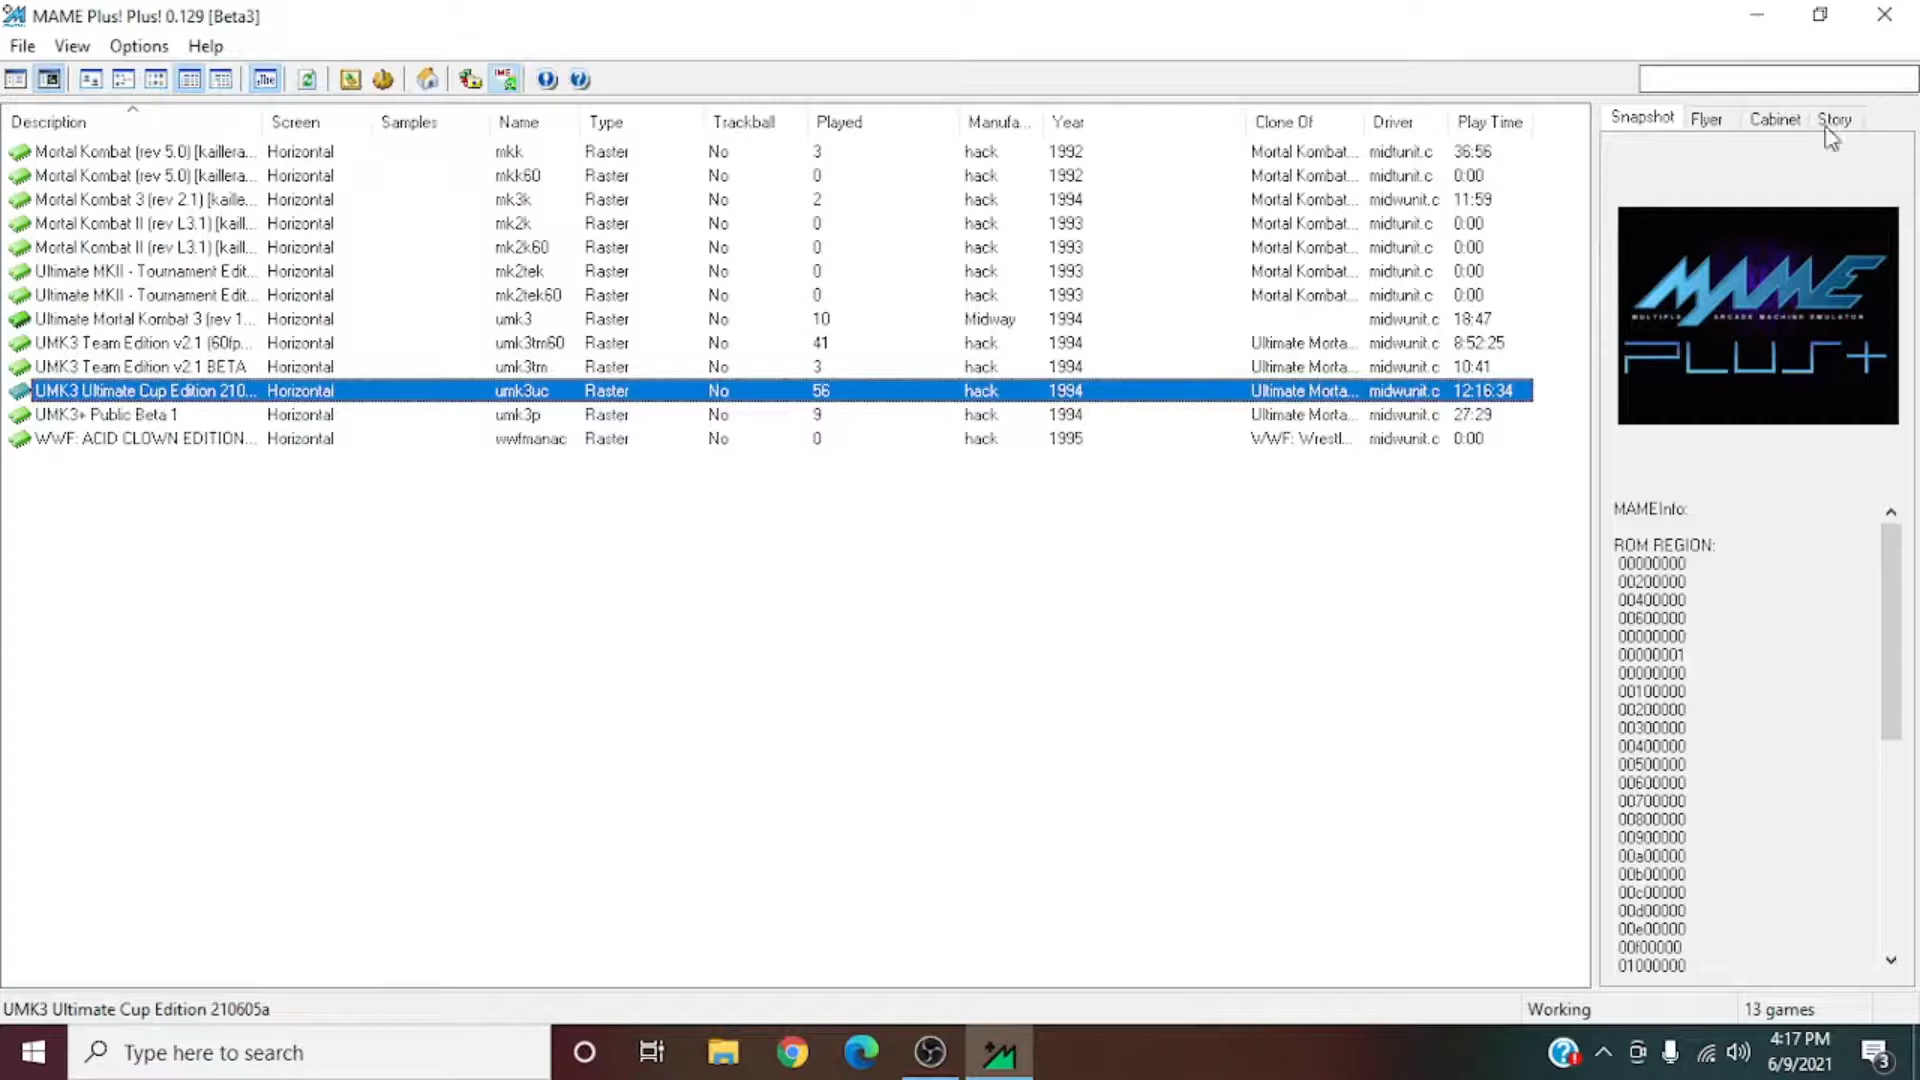 MAME Plus! Plus! 0.129 [Beta3]
File View Options Help
Description Screen Samples Name Type Trackball Played Manufa... Year Clone Of Driver Play Time
Mortal Kombat (rev 5.0) [kaillera... Horizontal mkk Raster No 3 hack 1992 Mortal Kombat... midtunit.c 36:56
Mortal Kombat (rev 5.0) [kaillera... Horizontal mkk60 Raster No 0 hack 1992 Mortal Kombat... midtunit.c 0:00
Mortal Kombat 3 (rev 2.1) [kaille... Horizontal mk3k Raster No 2 hack 1994 Mortal Kombat... midwunit.c 11:59
Mortal Kombat II (rev L3.1) [kaill... Horizontal mk2k Raster No 0 hack 1993 Mortal Kombat... midtunit.c 0:00
Mortal Kombat II (rev L3.1) [kaill... Horizontal mk2k60 Raster No 0 hack 1993 Mortal Kombat... midtunit.c 0:00
Ultimate MKII - Tournament Edit... Horizontal mk2tek Raster No 0 hack 1993 Mortal Kombat... midtunit.c 0:00
Ultimate MKII - Tournament Edit... Horizontal mk2tek60 Raster No 0 hack 1993 Mortal Kombat... midtunit.c 0:00
Ultimate Mortal Kombat 3 (rev 1... Horizontal umk3 Raster No 10 Midway 1994 midwunit.c 18:47
UMK3 Team Edition v2.1 (60fp... Horizontal umk3tm60 Raster No 41 hack 1994 Ultimate Morta... midwunit.c 8:52:25
UMK3 Team Edition v2.1 BETA Horizontal umk3tm Raster No 3 hack 1994 Ultimate Morta... midwunit.c 10:41
UMK3 Ultimate Cup Edition 210... Horizontal umk3uc Raster No 56 hack 1994 Ultimate Morta... midwunit.c 12:16:34
UMK3+ Public Beta 1 Horizontal umk3p Raster No 9 hack 1994 Ultimate Morta... midwunit.c 27:29
WWF: ACID CLOWN EDITION... Horizontal wwfmanac Raster No 0 hack 1995 WWF: Wrestl... midwunit.c 0:00
Snapshot Flyer Cabinet Story
MAME
MULTIPLE ARCADE MACHINE EMULATOR
PLUS+
MAMEInfo:
ROM REGION:
00000000
00200000
00400000
00600000
00000000
00000001
00000000
00100000
00200000
00300000
00400000
00500000
00600000
00700000
00800000
00900000
00a00000
00b00000
00c00000
00d00000
00e00000
00f00000
01000000
UMK3 Ultimate Cup Edition 210605a Working 13 games
Type here to search
4:17 PM
6/9/2021
3